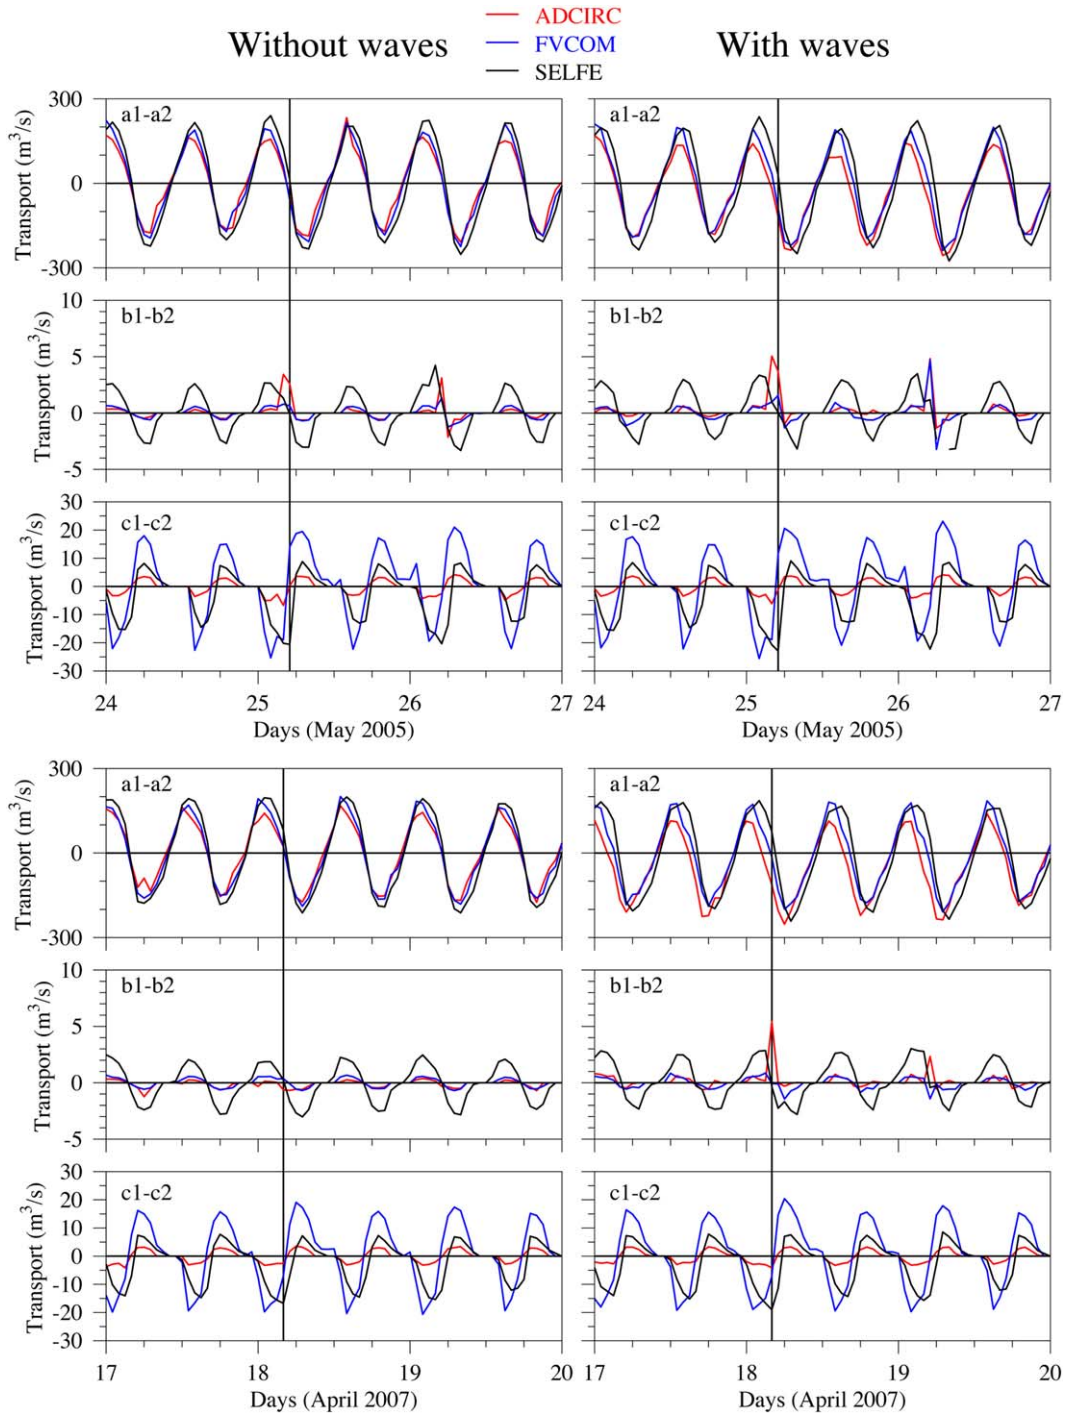 ADCIRC
Without waves FVCOM With waves
SELFE
300 a1-a2 a1-a2
Transport (m³/s)
0
-300
10 b1-b2 b1-b2
5
Transport (m³/s)
0
-5
30 c1-c2 c1-c2
20
10
Transport (m³/s)
0
-10
-20
-30
24 25 26 27 24 25 26 27
Days (May 2005) Days (May 2005)
300 a1-a2 a1-a2
Transport (m³/s)
0
-300
10 b1-b2 b1-b2
5
Transport (m³/s)
0
-5
30 c1-c2 c1-c2
20
10
Transport (m³/s)
0
-10
-20
-30
17 18 19 20 17 18 19 20
Days (April 2007) Days (April 2007)